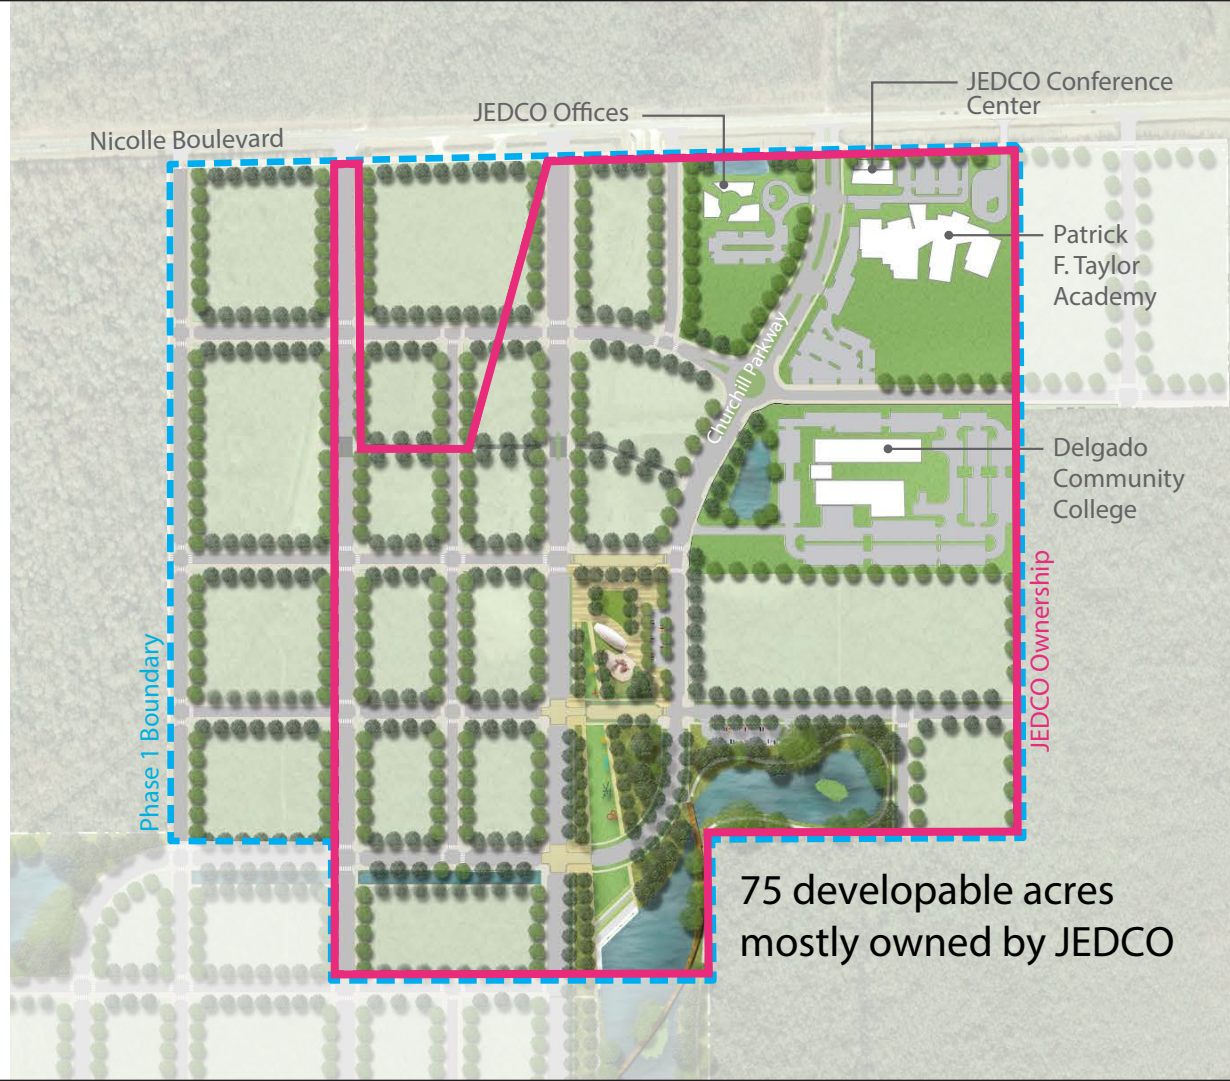 JEDCO Conference
Center
JEDCO Offices
Nicolle Boulevard
Patrick
F. Taylor
Academy
Churchill Parkway
Delgado
Community
College
JEDCO Ownership
Phase 1 Boundary
75 developable acres
mostly owned by JEDCO